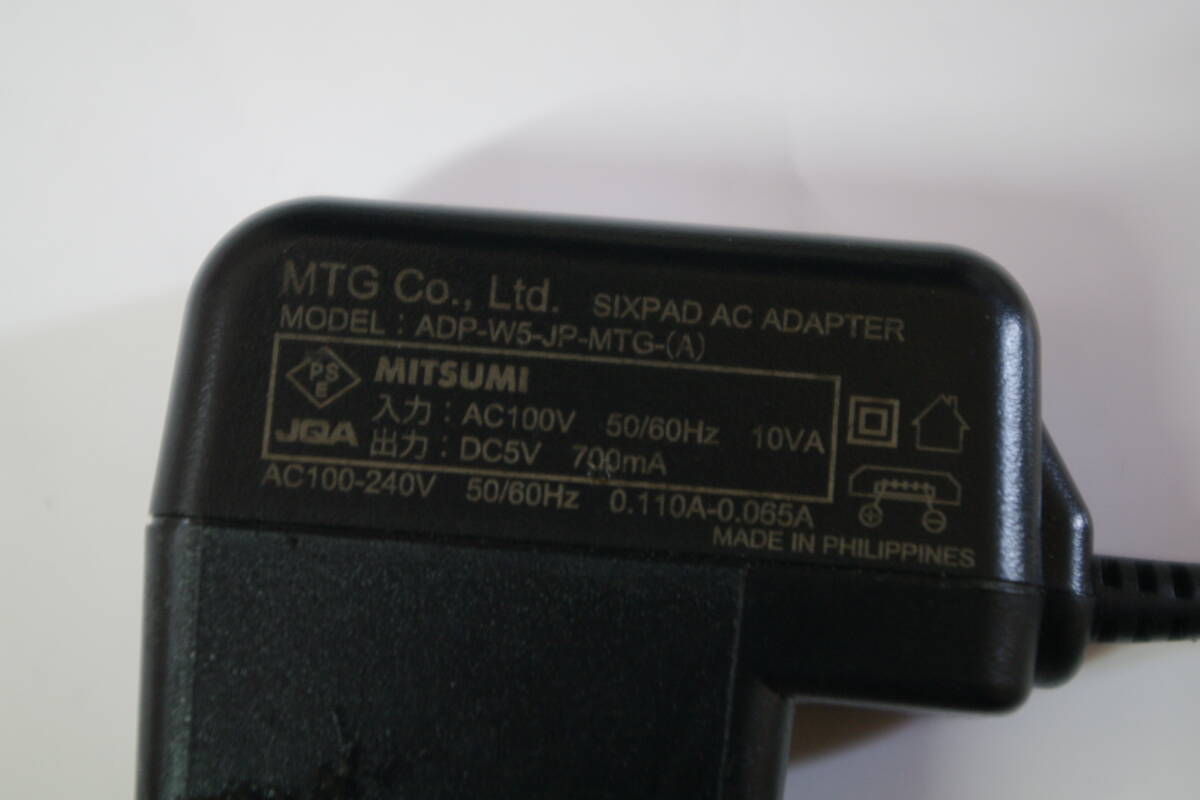 MTG Co., Ltd. SIXPAD AC ADAPTER
MODEL : ADP-W5-JP-MTG-(A)
PS
E
MITSUMI
入力 : AC100V 50/60Hz 10VA
JQA
出力 : DC5V 700mA
AC100-240V 50/60Hz 0.110A-0.065A
MADE IN PHILIPPINES